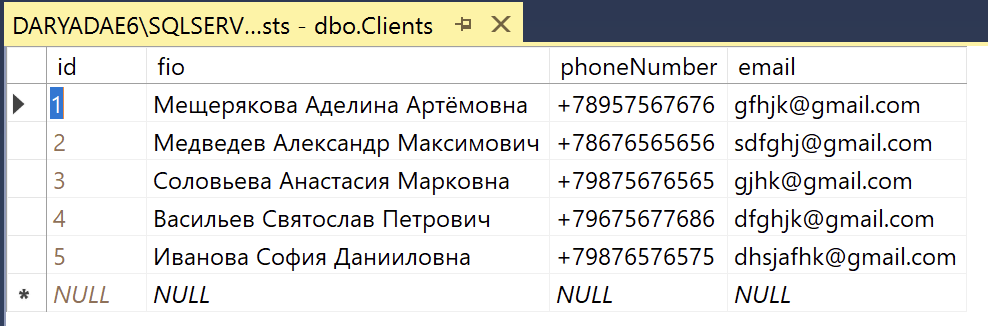 DARYADAE6\SQLSERV...sts - dbo.Clients
id fio phoneNumber email
1 Мещерякова Аделина Артёмовна +78957567676 gfhjk@gmail.com
2 Медведев Александр Максимович +78676565656 sdfghj@gmail.com
3 Соловьева Анастасия Марковна +79875676565 gjhk@gmail.com
4 Васильев Святослав Петрович +79675677686 dfghjk@gmail.com
5 Иванова София Данииловна +79876576575 dhsjafhk@gmail.com
* NULL NULL NULL NULL